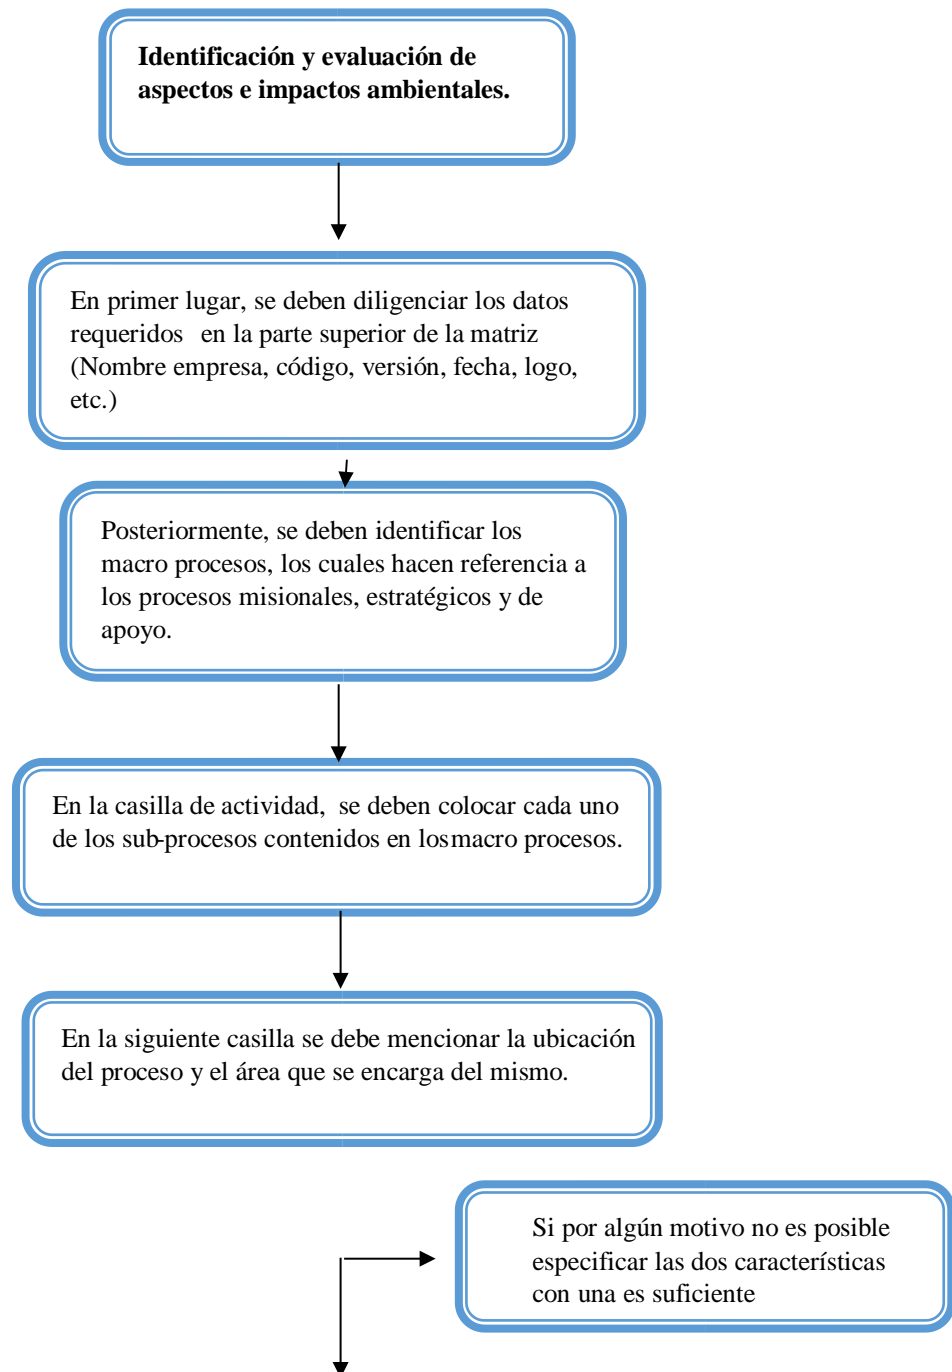 Identificación y evaluación de
aspectos e impactos ambientales.
En primer lugar, se deben diligenciar los datos
requeridos en la parte superior de la matriz
(Nombre empresa, código, versión, fecha, logo,
etc.)
Posteriormente, se deben identificar los
macro procesos, los cuales hacen referencia a
los procesos misionales, estratégicos y de
apoyo.
En la casilla de actividad, se deben colocar cada uno
de los sub-procesos contenidos en losmacro procesos.
En la siguiente casilla se debe mencionar la ubicación
del proceso y el área que se encarga del mismo.
Si por algún motivo no es posible
especificar las dos características
con una es suficiente